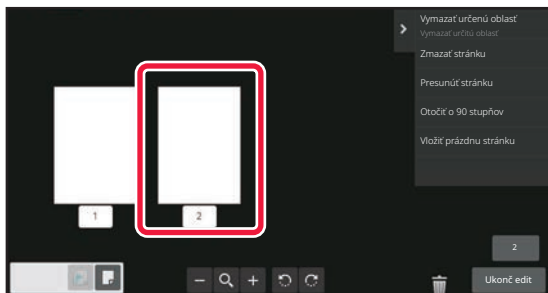 Vymazať určenú oblasť
Vymazať určitú oblasť
Zmazať stránku
Presunúť stránku
Otočiť o 90 stupňov
Vložiť prázdnu stránku
1
2
2
Ukonč edit